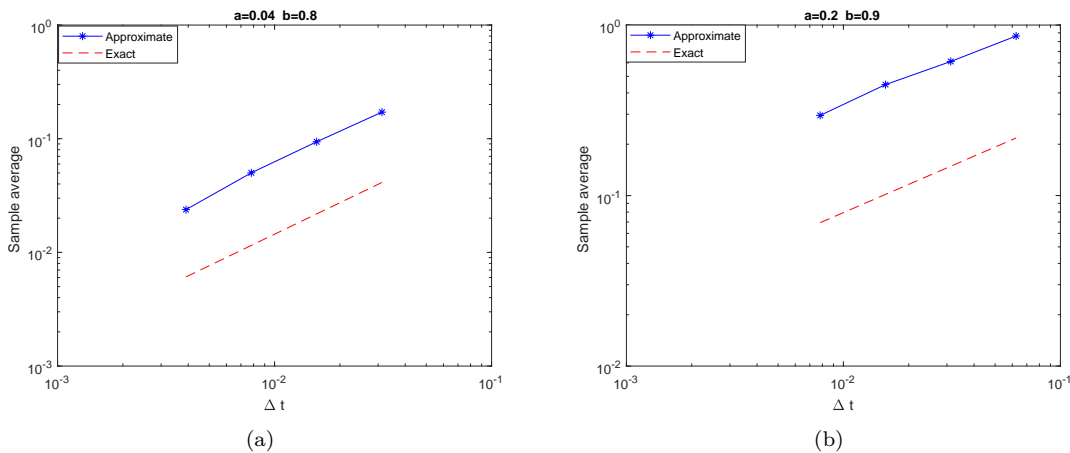 a=0.04 b=0.8
Approximate
Exact
10^0
10^-1
10^-2
10^-3
Sample average
10^-3
10^-2
10^-1
Δ t
(a)
a=0.2 b=0.9
Approximate
Exact
10^0
10^-1
10^-2
Sample average
10^-3
10^-2
10^-1
Δ t
(b)